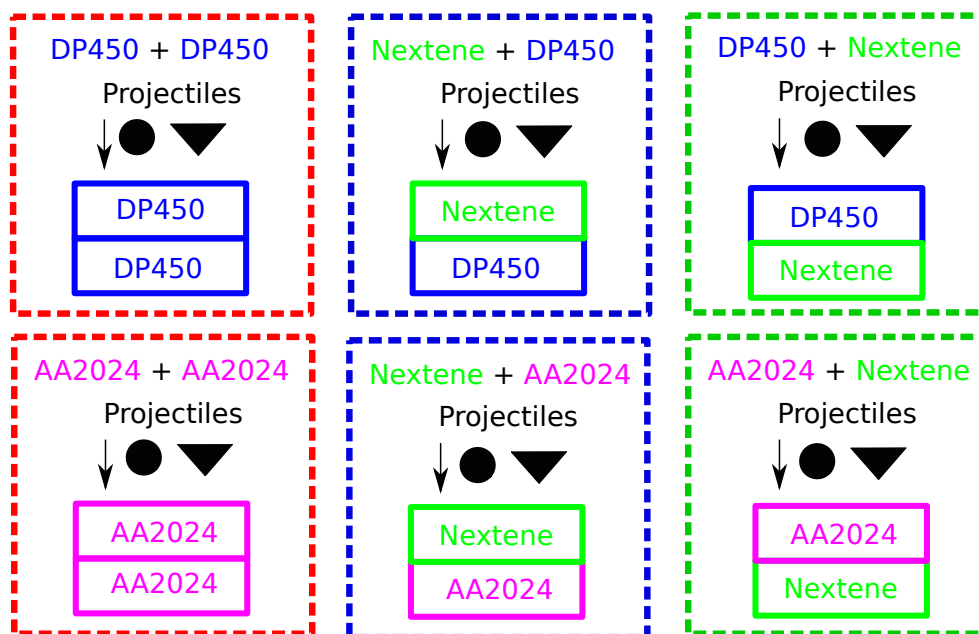 DP450 + DP450
Projectiles
DP450
DP450
Nextene + DP450
Projectiles
Nextene
DP450
DP450 + Nextene
Projectiles
DP450
Nextene
AA2024 + AA2024
Projectiles
AA2024
AA2024
Nextene + AA2024
Projectiles
Nextene
AA2024
AA2024 + Nextene
Projectiles
AA2024
Nextene